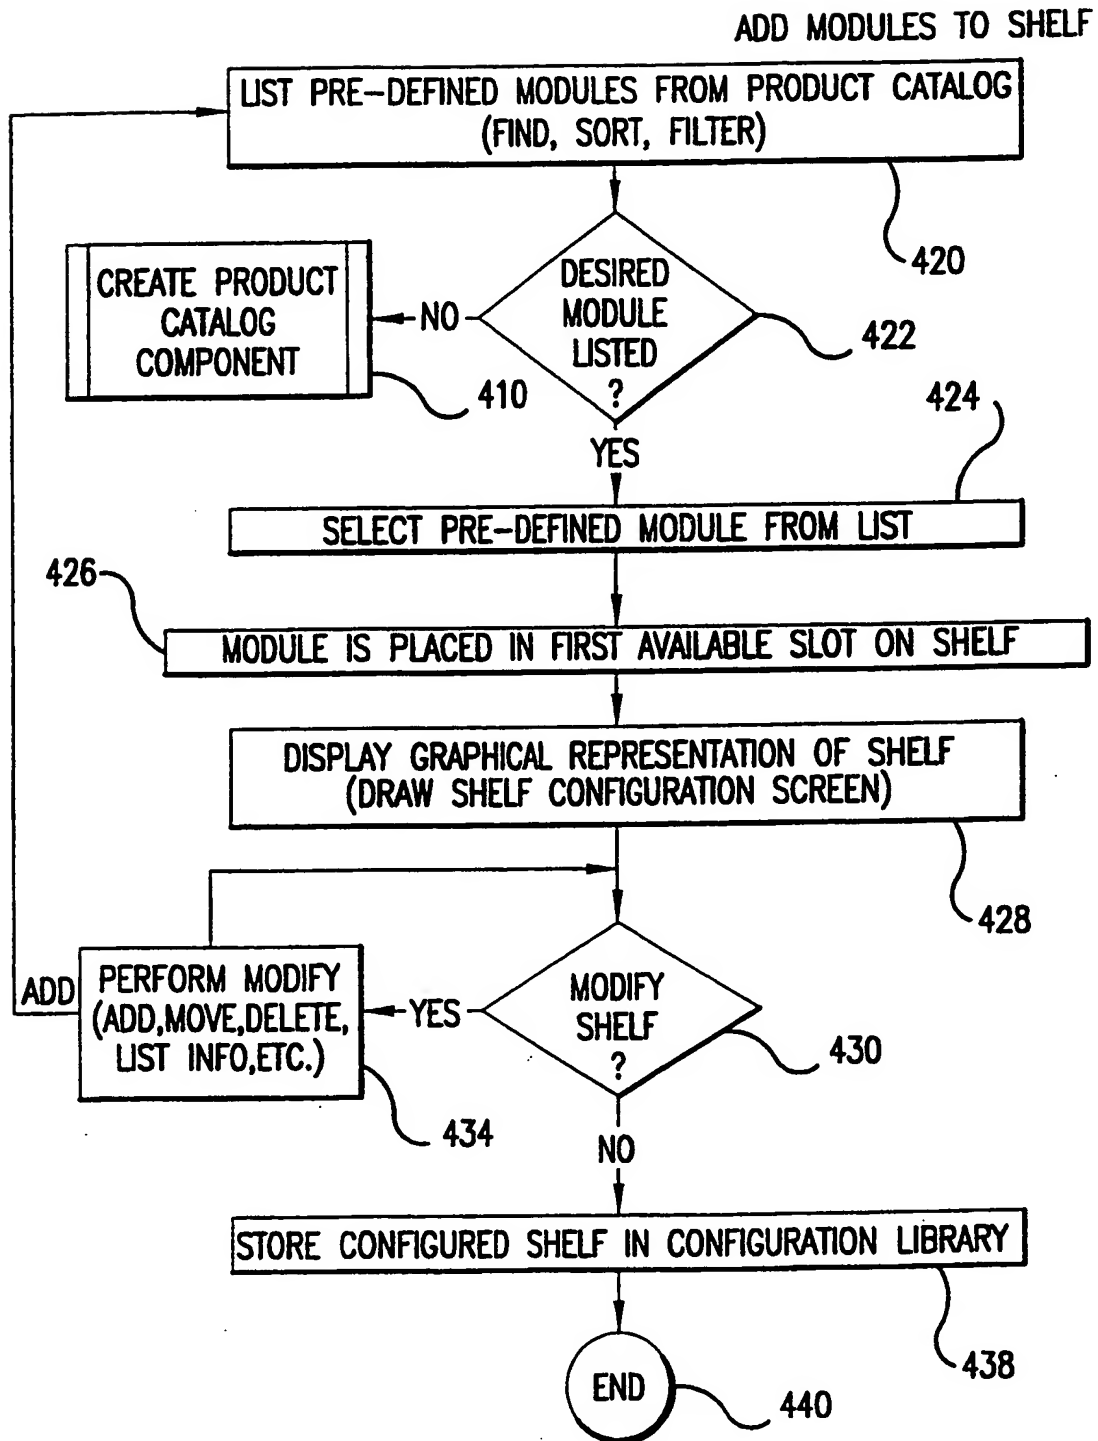 ADD MODULES TO SHELF
LIST PRE-DEFINED MODULES FROM PRODUCT CATALOG
(FIND, SORT, FILTER)
420
DESIRED
MODULE
LISTED
?
422
NO
CREATE PRODUCT
CATALOG
COMPONENT
410
YES
424
SELECT PRE-DEFINED MODULE FROM LIST
426
MODULE IS PLACED IN FIRST AVAILABLE SLOT ON SHELF
DISPLAY GRAPHICAL REPRESENTATION OF SHELF
(DRAW SHELF CONFIGURATION SCREEN)
428
MODIFY
SHELF
?
430
YES
ADD
PERFORM MODIFY
(ADD,MOVE,DELETE,
LIST INFO,ETC.)
434
NO
STORE CONFIGURED SHELF IN CONFIGURATION LIBRARY
438
END
440